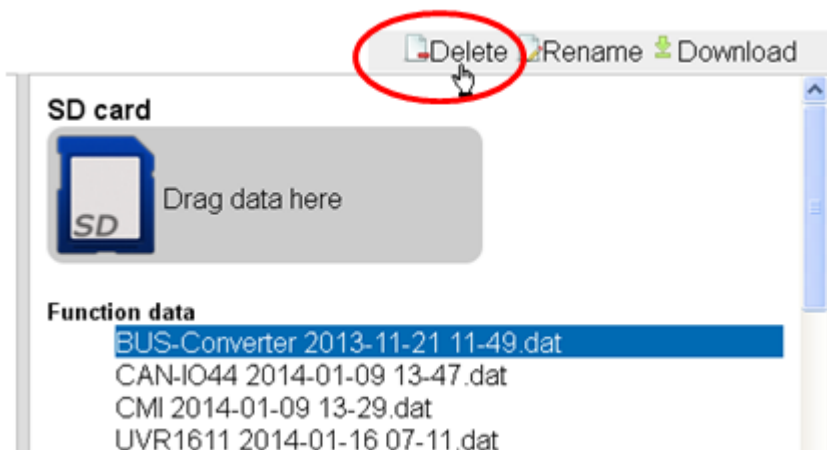 Delete Rename Download
SD card
SD
Drag data here
Function data
BUS-Converter 2013-11-21 11-49.dat
CAN-IO44 2014-01-09 13-47.dat
CMI 2014-01-09 13-29.dat
UVR1611 2014-01-16 07-11.dat